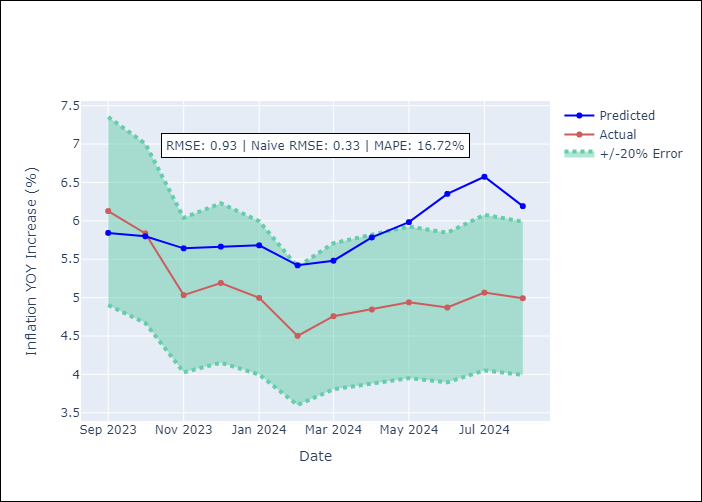 RMSE: 0.93 | Naive RMSE: 0.33 | MAPE: 16.72%
Predicted
Actual
+/-20% Error
Inflation YOY Increase (%)
7.5
7
6.5
6
5.5
5
4.5
4
3.5
Sep 2023
Nov 2023
Jan 2024
Mar 2024
May 2024
Jul 2024
Date